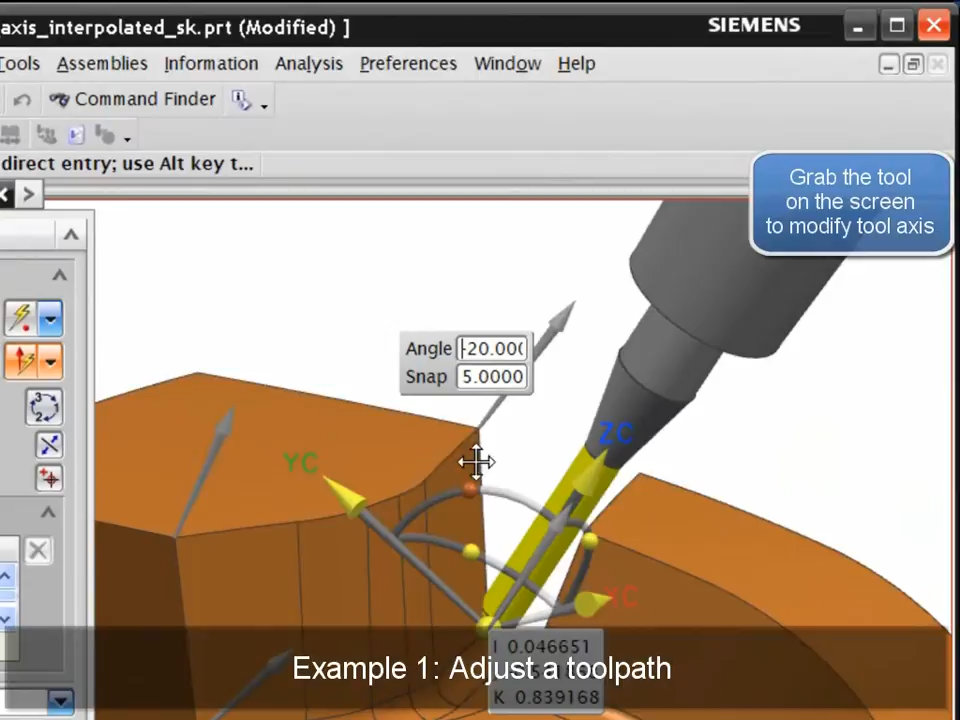 axis_interpolated_sk.prt (Modified) ]
SIEMENS
Tools Assemblies Information Analysis Preferences Window Help
Command Finder
direct entry; use Alt key t...
Grab the tool
on the screen
to modify tool axis
Angle -20.00(
Snap 5.0000
ZC
YC
XC
I 0.046651
K 0.839168
Example 1: Adjust a toolpath